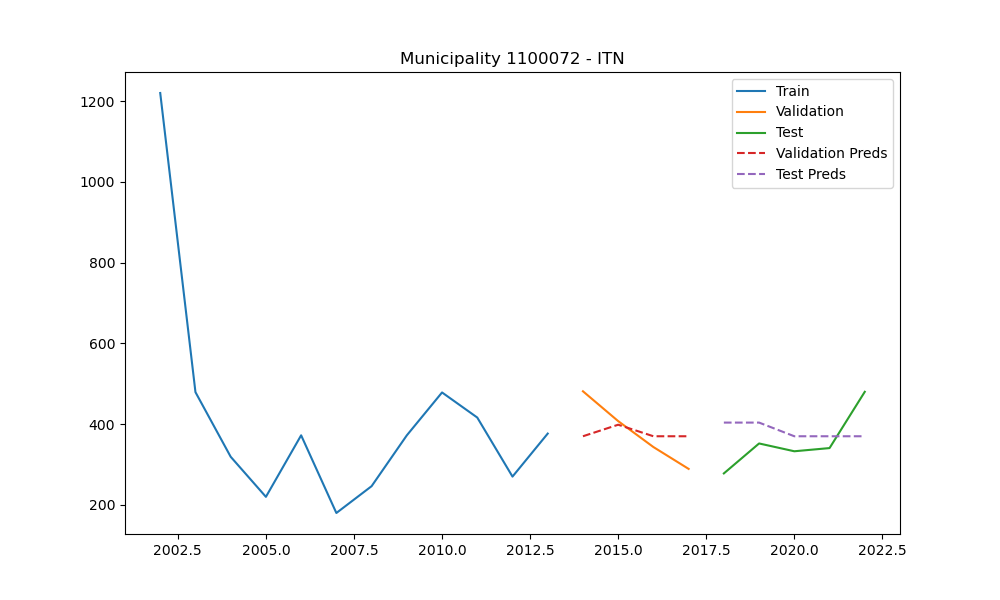 Municipality 1100072 - ITN
Train
Validation
Test
Validation Preds
Test Preds
1200
1000
800
600
400
200
2002.5 2005.0 2007.5 2010.0 2012.5 2015.0 2017.5 2020.0 2022.5